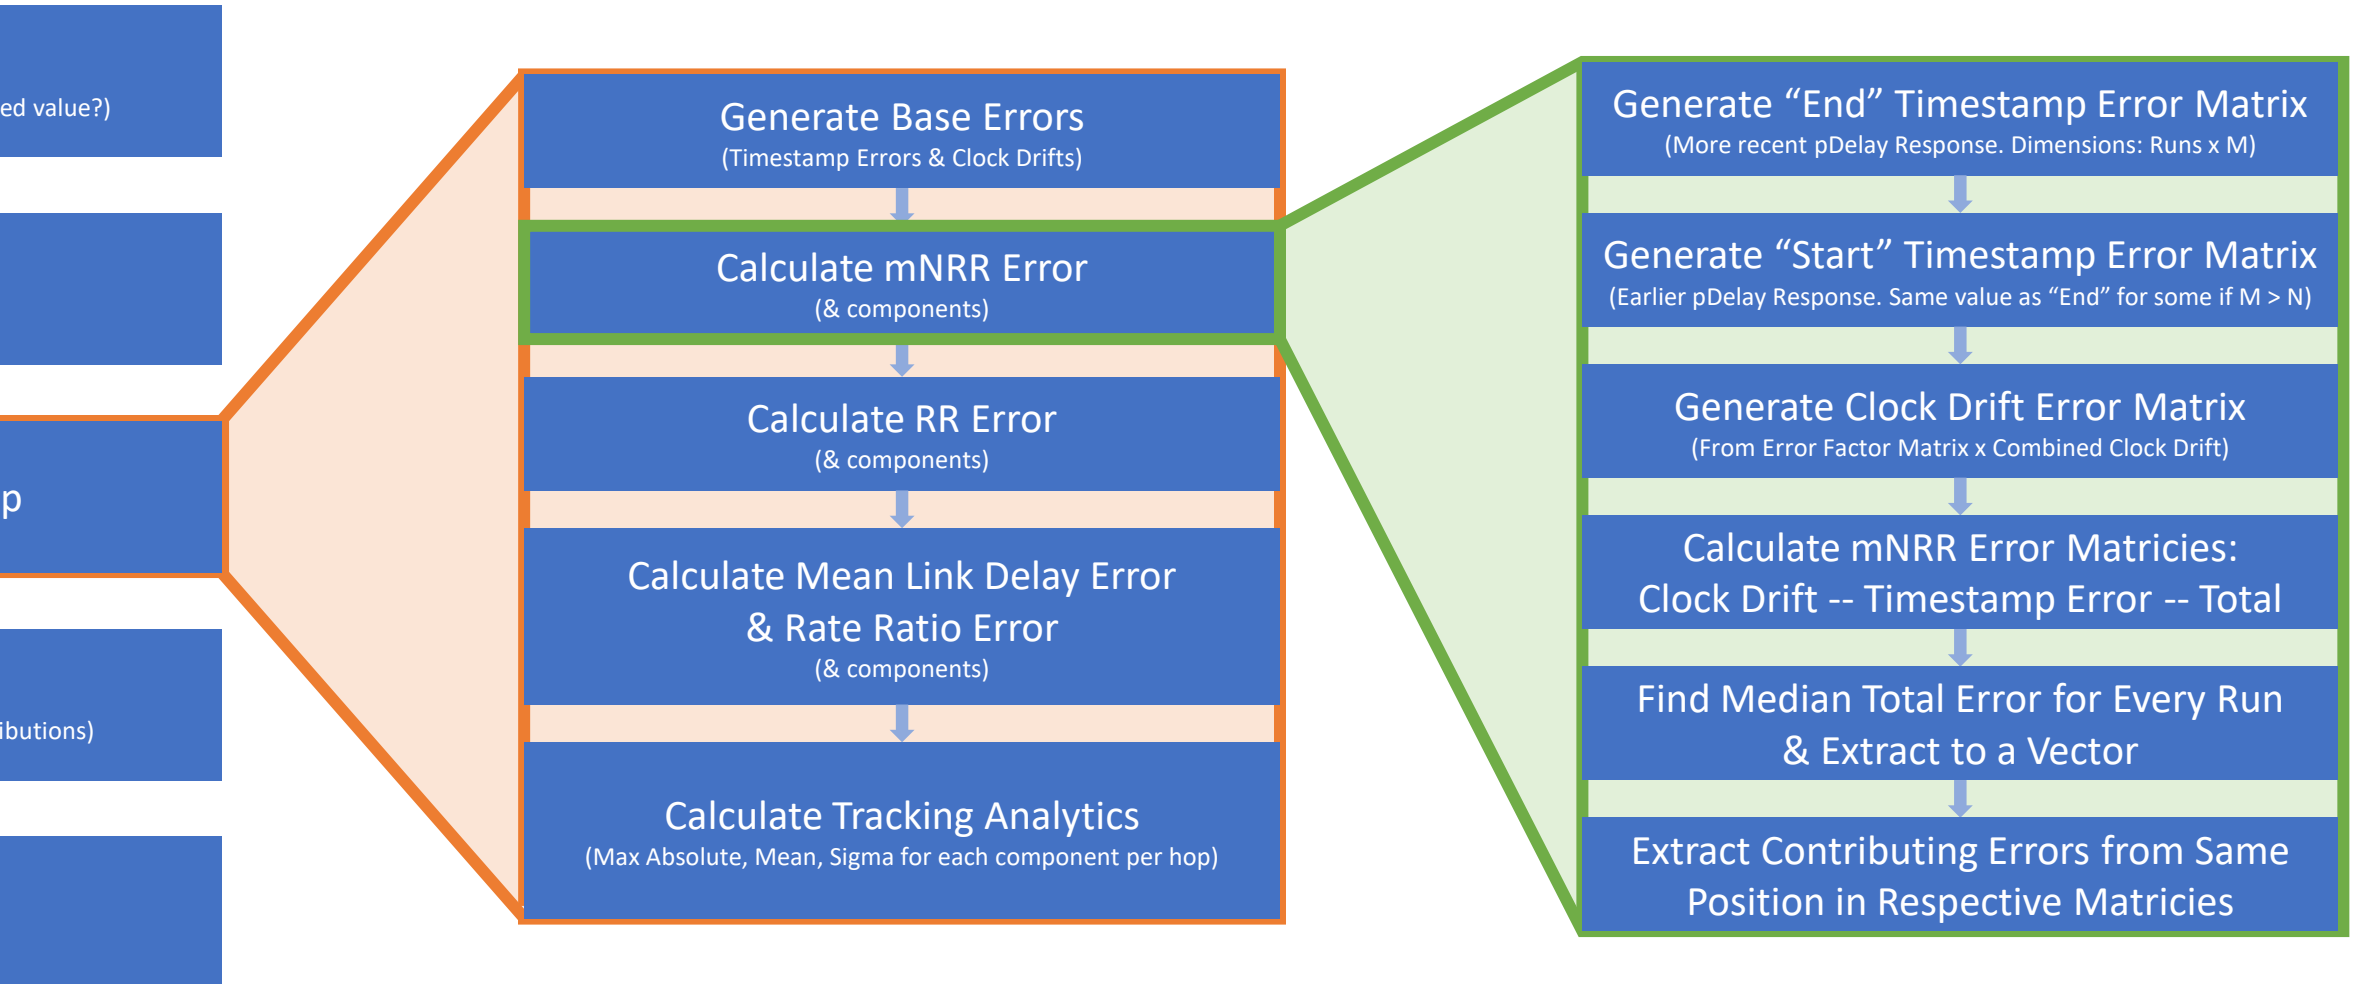 ed value?)
p
ibutions)
Generate Base Errors
(Timestamp Errors & Clock Drifts)
Calculate mNRR Error
(& components)
Calculate RR Error
(& components)
Calculate Mean Link Delay Error
& Rate Ratio Error
(& components)
Calculate Tracking Analytics
(Max Absolute, Mean, Sigma for each component per hop)
Generate “End” Timestamp Error Matrix
(More recent pDelay Response. Dimensions: Runs x M)
Generate “Start” Timestamp Error Matrix
(Earlier pDelay Response. Same value as “End” for some if M > N)
Generate Clock Drift Error Matrix
(From Error Factor Matrix x Combined Clock Drift)
Calculate mNRR Error Matricies:
Clock Drift -- Timestamp Error -- Total
Find Median Total Error for Every Run
& Extract to a Vector
Extract Contributing Errors from Same
Position in Respective Matricies